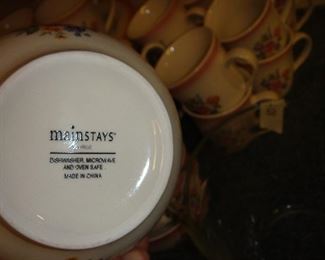 mainstays
DISHWASHER, MICROWAVE
AND OVEN SAFE
MADE IN CHINA